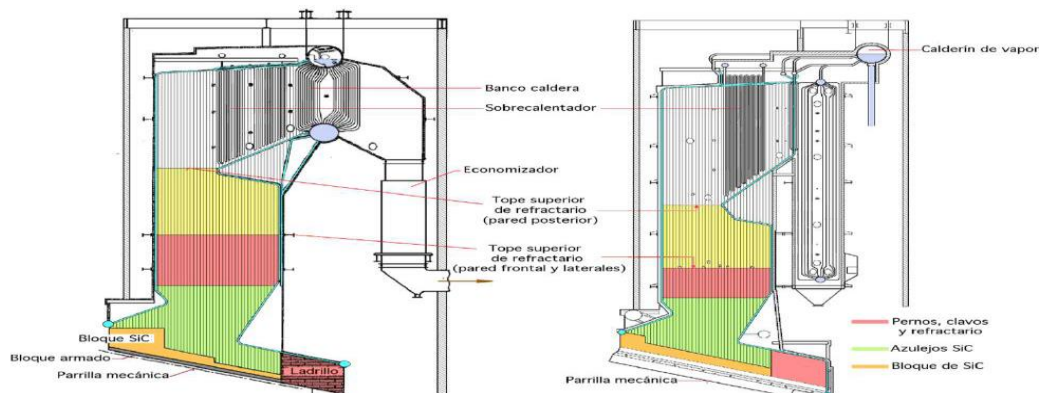 Calderín de vapor
Banco caldera
Sobrecalentador
Economizador
Tope superior
de refractario
(pared posterior)
Tope superior
de refractario
(pared frontal y laterales)
Bloque SiC
Bloque armado
Parrilla mecánica
Ladrillo
Parrilla mecánica
Pernos, clavos
y refractario
Azulejos SiC
Bloque de SiC